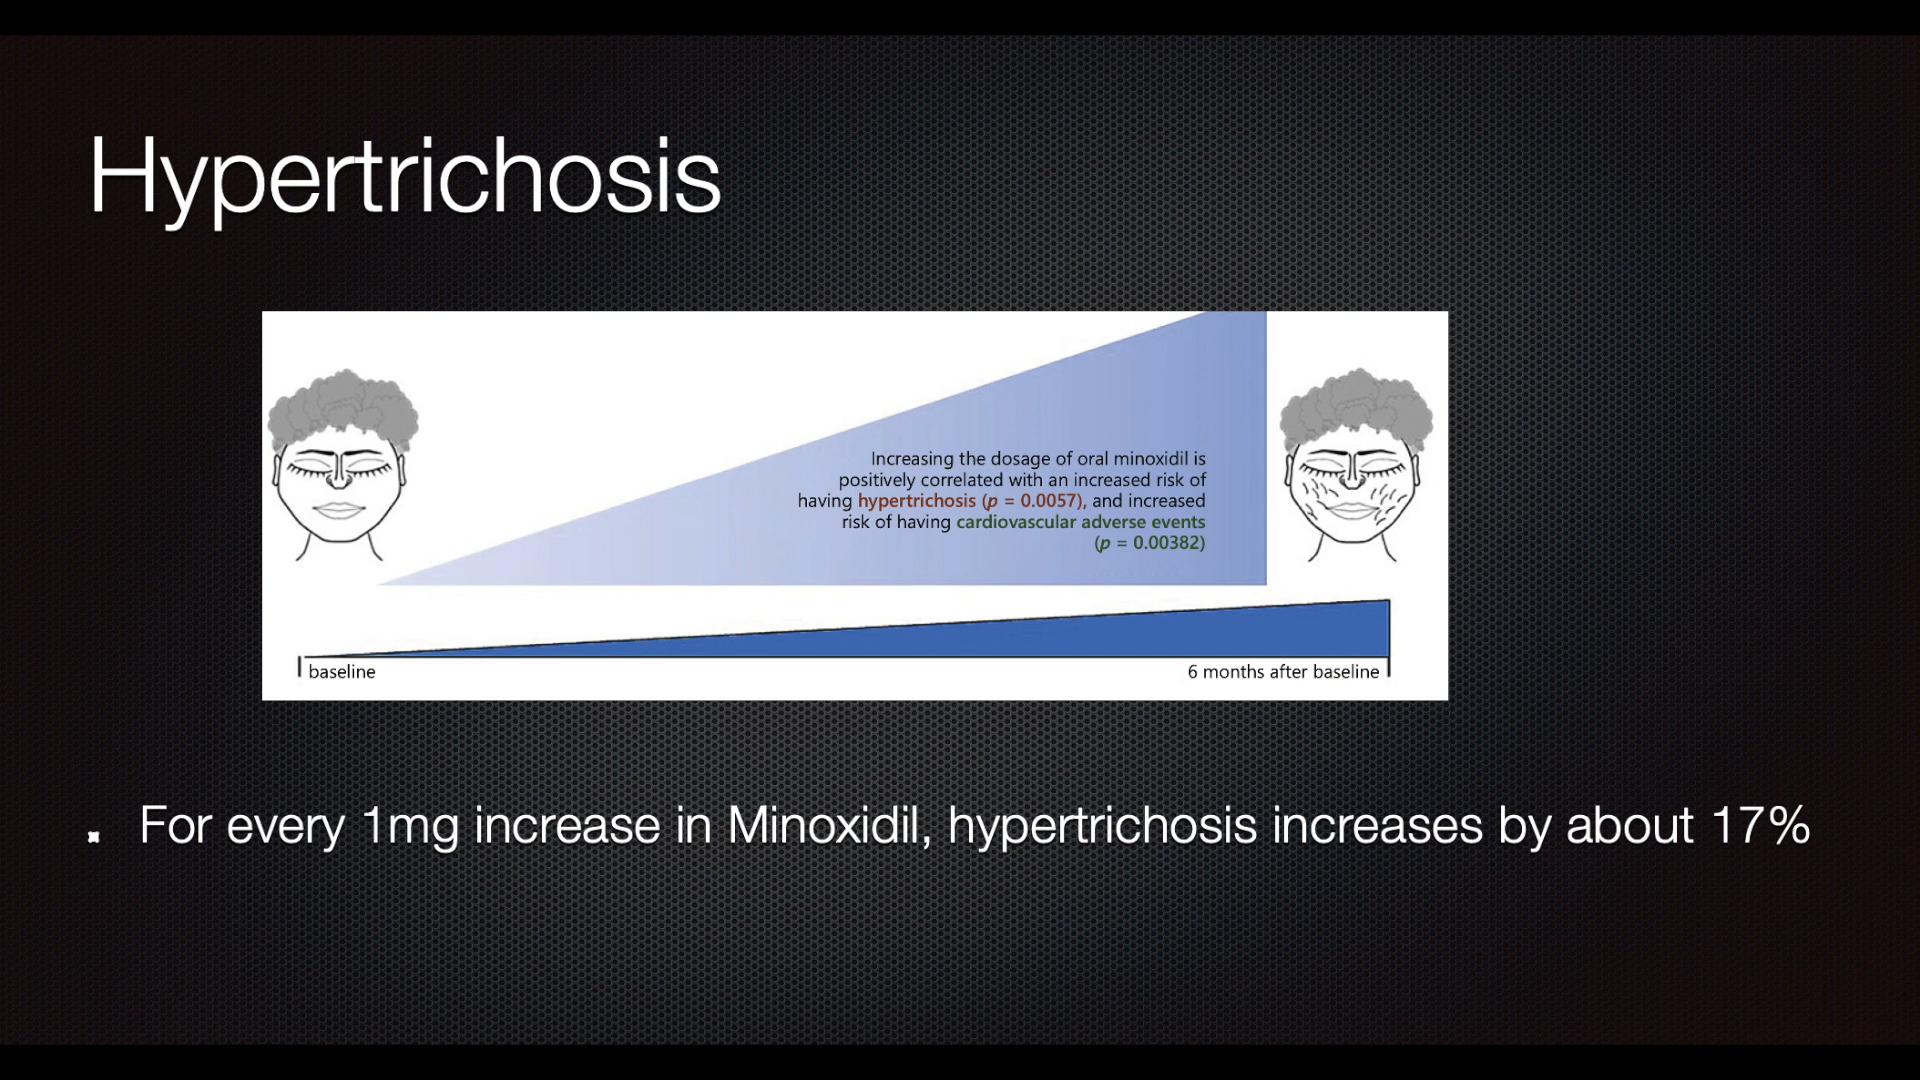 Hypertrichosis
Increasing the dosage of oral minoxidil is
positively correlated with an increased risk of
having hypertrichosis (p = 0.0057), and increased
risk of having cardiovascular adverse events
(p = 0.00382)
baseline
6 months after baseline
For every 1mg increase in Minoxidil, hypertrichosis increases by about 17%